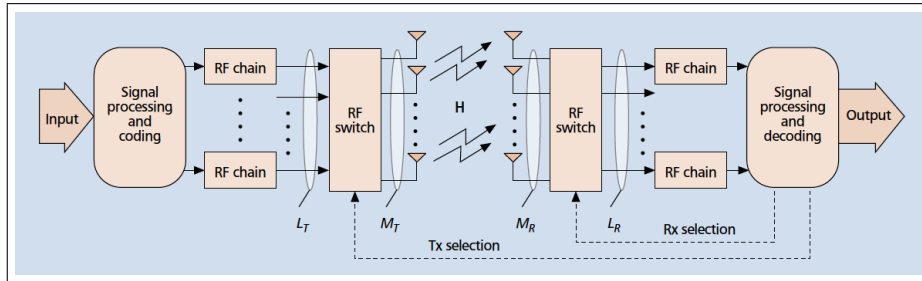 Input
Signal
processing
and
coding
RF chain
RF chain
L_T
RF
switch
M_T
H
M_R
RF
switch
L_R
RF chain
RF chain
Signal
processing
and
decoding
Output
Rx selection
Tx selection